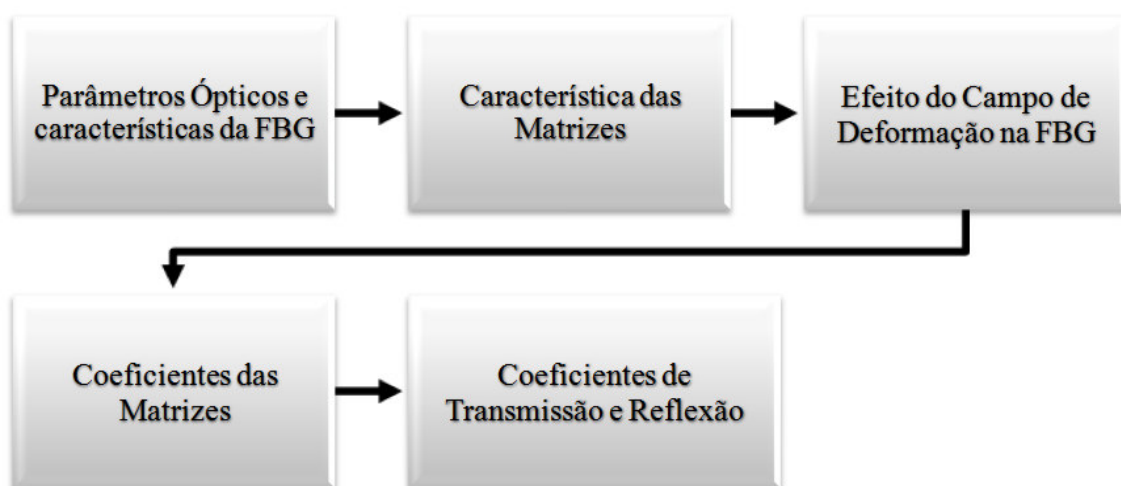 Parâmetros Ópticos e
características da FBG
Característica das
Matrizes
Efeito do Campo de
Deformação na FBG
Coeficientes das
Matrizes
Coeficientes de
Transmissão e Reflexão